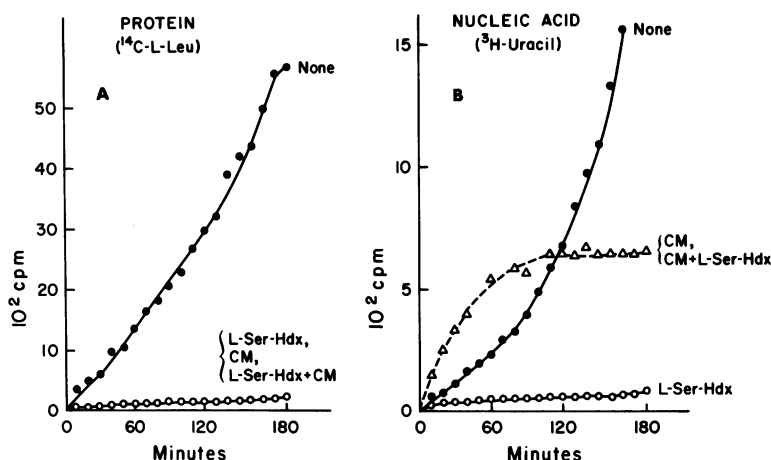 PROTEIN
(¹⁴C-L-Leu)
A
None
50
40
30
20
10
0
10² cpm
L-Ser-Hdx,
CM,
L-Ser-Hdx+CM
0
60
120
180
Minutes
NUCLEIC ACID
(³H-Uracil)
B
None
15
10
5
0
10² cpm
CM,
CM+L-Ser-Hdx
L-Ser-Hdx
0
60
120
180
Minutes